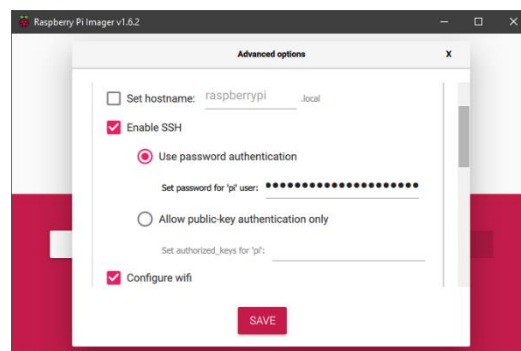 Raspberry Pi Imager v1.6.2
Advanced options X
Set hostname: raspberrypi .local
Enable SSH
Use password authentication
Set password for 'pi' user: ●●●●●●●●●●●●●●●●●●●●●●
Allow public-key authentication only
Set authorized_keys for 'pi':
Configure wifi
SAVE